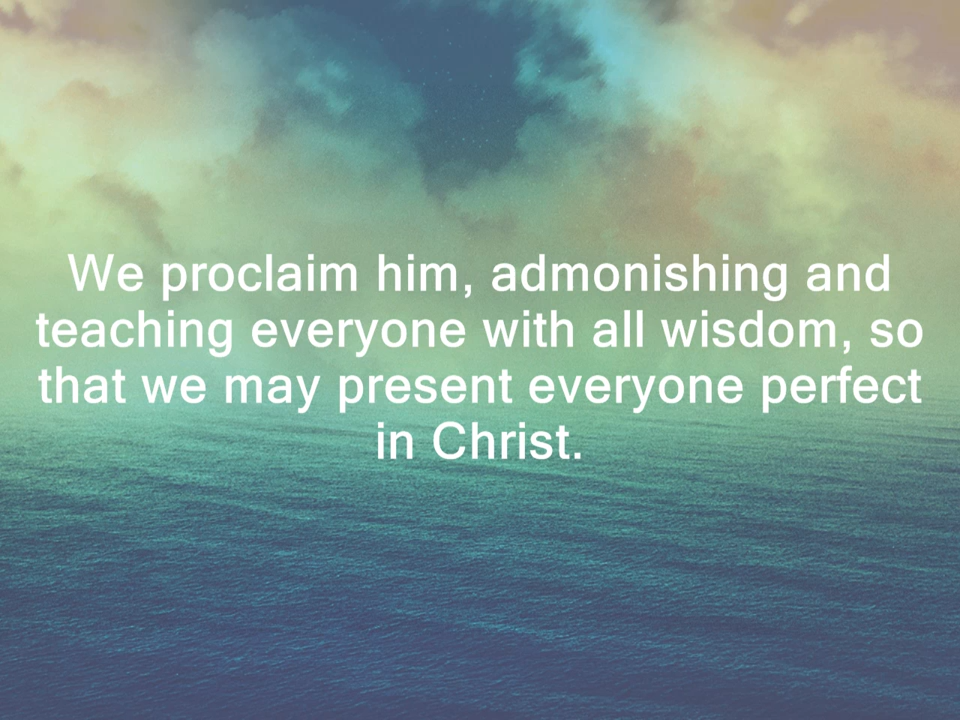 We proclaim him, admonishing and
teaching everyone with all wisdom, so
that we may present everyone perfect
in Christ.